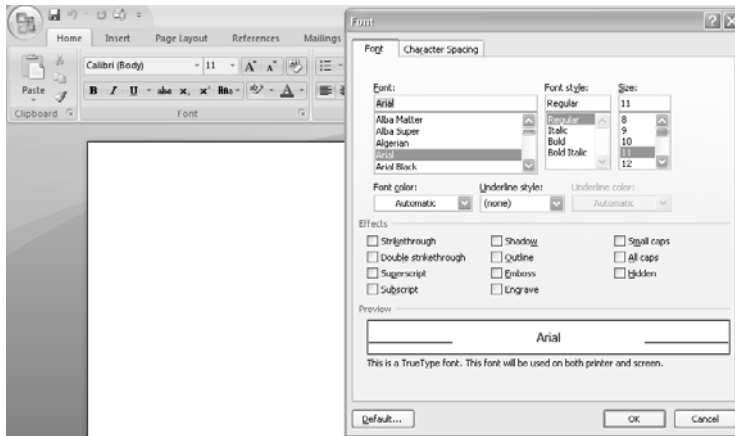 Home Insert Page Layout References Mailings
Calibri (Body) 11 A A
Paste B I U abe x, x' Aa ab A
Clipboard Font
Font
Font Character Spacing
Font: Font style: Size:
Arial Regular 11
Alba Matter Regular 8
Alba Super Italic 9
Algerian Bold 10
Arial Bold Italic 11
Arial Black 12
Font color: Underline style: Underline color:
Automatic (none) Automatic
Effects
Strikethrough Shadow Small caps
Double strikethrough Outline All caps
Superscript Emboss Hidden
Subscript Engrave
Preview
Arial
This is a TrueType font. This font will be used on both printer and screen.
Default... OK Cancel